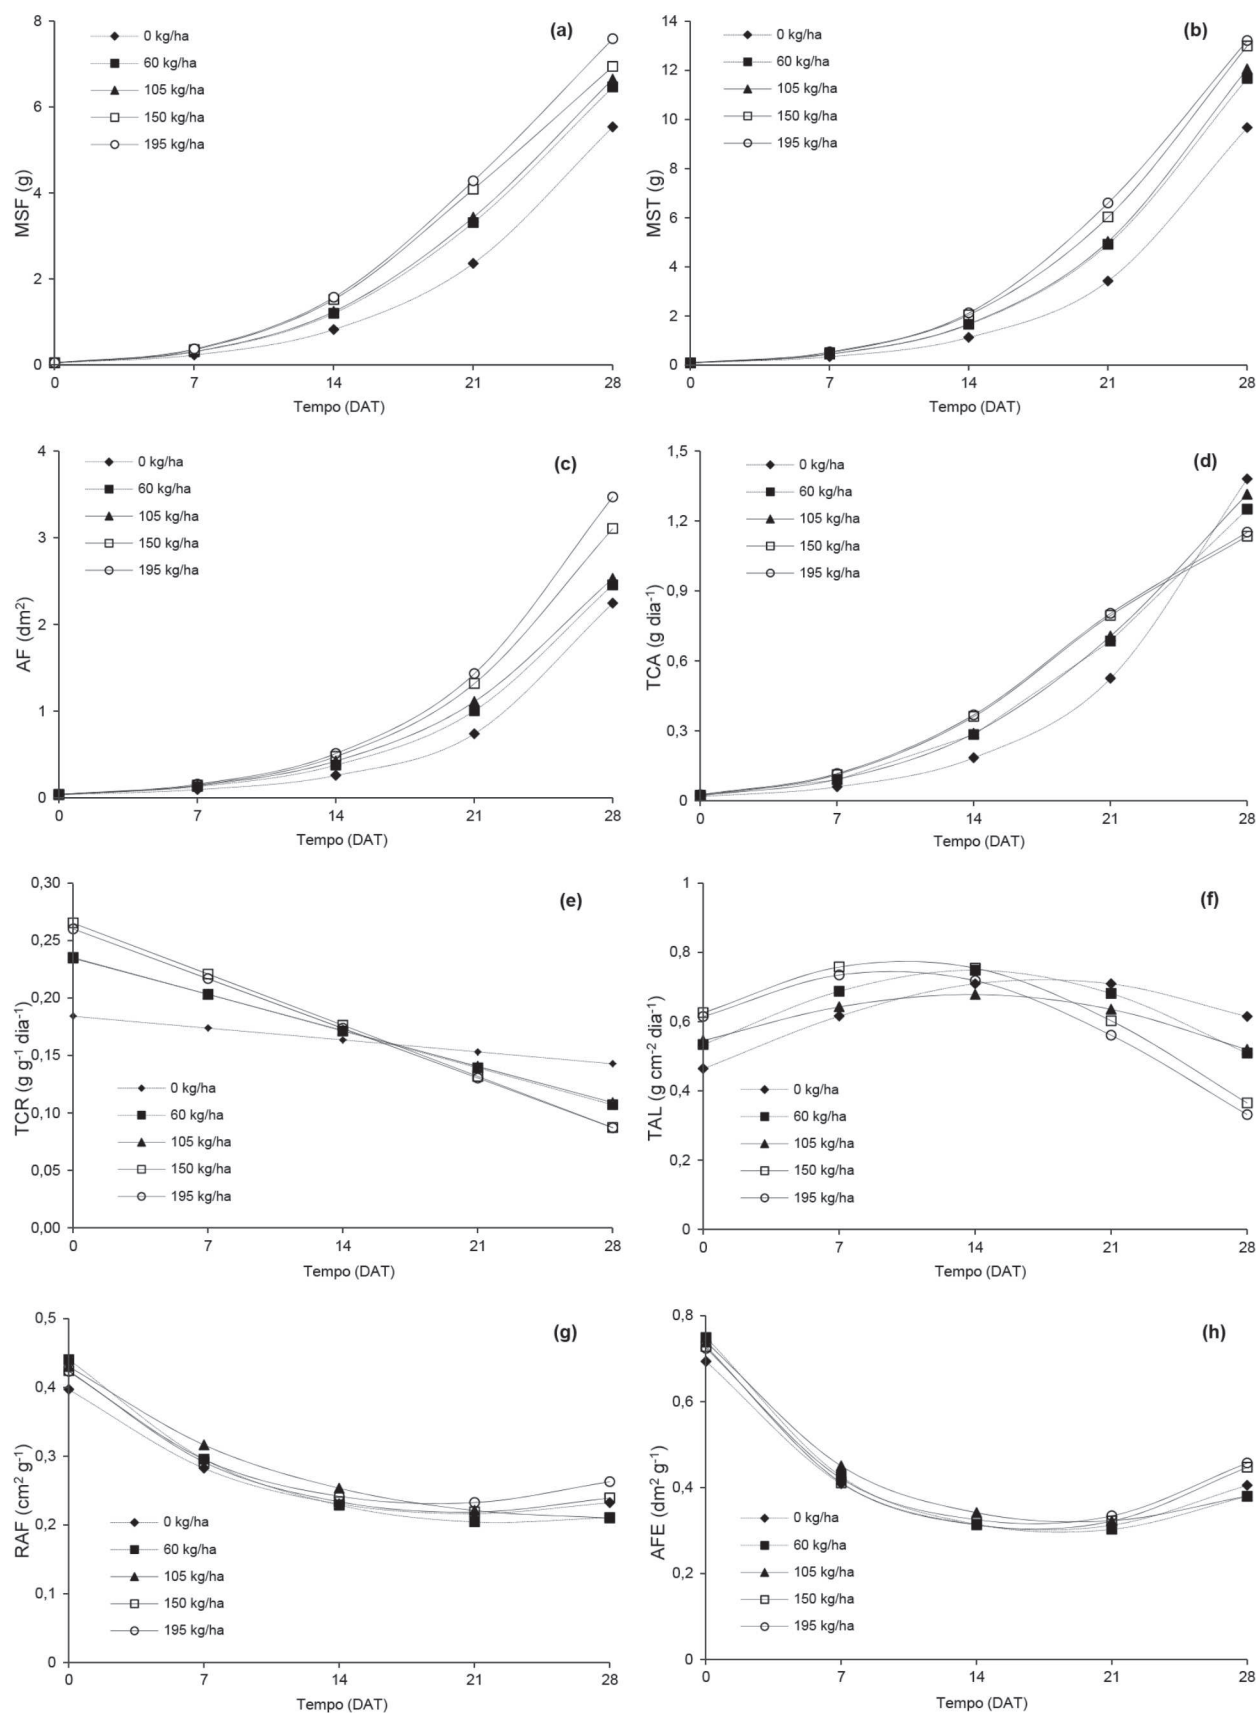 (a)
MSF (g)
8
6
4
2
0
0 kg/ha
60 kg/ha
105 kg/ha
150 kg/ha
195 kg/ha
0 7 14 21 28
Tempo (DAT)
(b)
MST (g)
14
12
10
8
6
4
2
0
0 kg/ha
60 kg/ha
105 kg/ha
150 kg/ha
195 kg/ha
0 7 14 21 28
Tempo (DAT)
(c)
AF (dm²)
4
3
2
1
0
0 kg/ha
60 kg/ha
105 kg/ha
150 kg/ha
195 kg/ha
0 7 14 21 28
Tempo (DAT)
(d)
TCA (g dia⁻¹)
1,5
1,2
0,9
0,6
0,3
0
0 kg/ha
60 kg/ha
105 kg/ha
150 kg/ha
195 kg/ha
0 7 14 21 28
Tempo (DAT)
(e)
TCR (g g⁻¹ dia⁻¹)
0,30
0,25
0,20
0,15
0,10
0,05
0,00
0 kg/ha
60 kg/ha
105 kg/ha
150 kg/ha
195 kg/ha
0 7 14 21 28
Tempo (DAT)
(f)
TAL (g cm⁻² dia⁻¹)
1
0,8
0,6
0,4
0,2
0
0 kg/ha
60 kg/ha
105 kg/ha
150 kg/ha
195 kg/ha
0 7 14 21 28
Tempo (DAT)
(g)
RAF (cm² g⁻¹)
0,5
0,4
0,3
0,2
0,1
0
0 kg/ha
60 kg/ha
105 kg/ha
150 kg/ha
195 kg/ha
0 7 14 21 28
Tempo (DAT)
(h)
AFE (dm² g⁻¹)
0,8
0,6
0,4
0,2
0
0 kg/ha
60 kg/ha
105 kg/ha
150 kg/ha
195 kg/ha
0 7 14 21 28
Tempo (DAT)